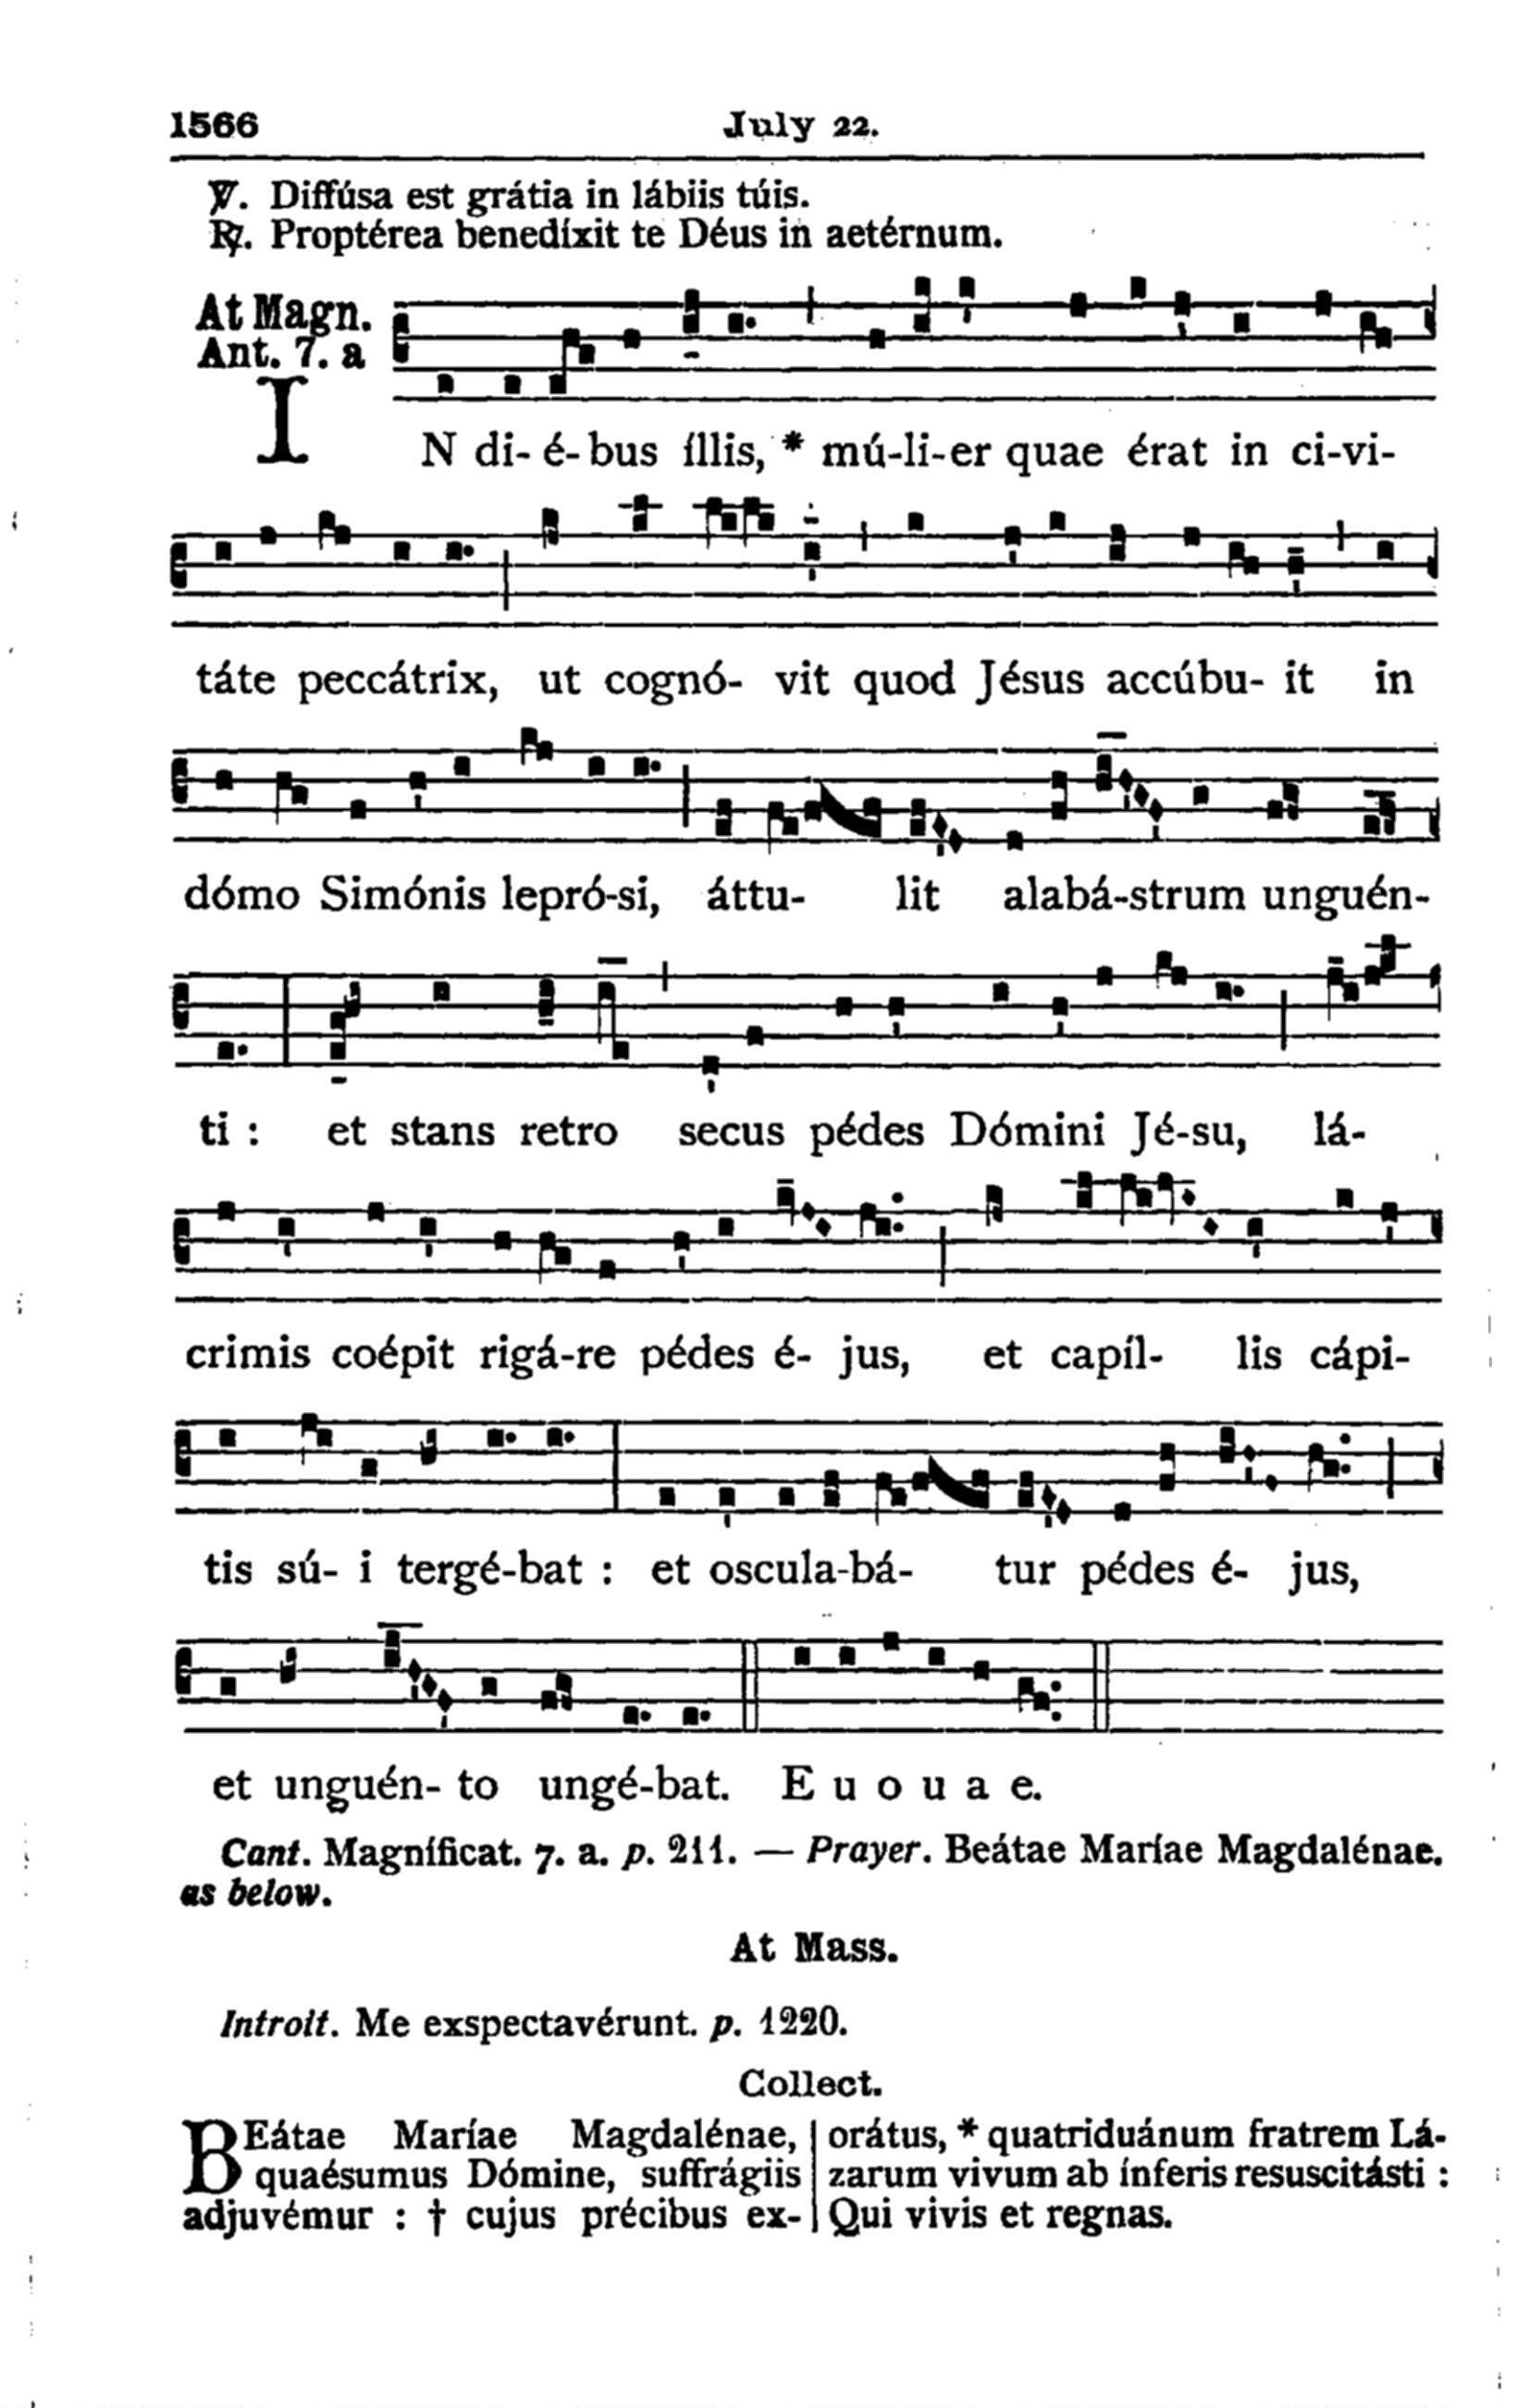 1566
July 22.
℣. Diffúsa est grátia in lábiis túis.
℟. Proptérea benedíxit te Déus in aetérnum.
At Magn.
Ant. 7. a
IN di- é- bus íllis, * mú-li-er quae érat in ci-vi-
táte peccátrix, ut cognó- vit quod Jésus accúbu- it in
dómo Simónis lepró-si, áttu- lit alabá-strum unguén-
ti : et stans retro secus pédes Dómini Jé-su, lá-
crimis coépit rigá-re pédes é- jus, et capíl- lis cápi-
tis sú- i tergé-bat : et oscula-bá- tur pédes é- jus,
et unguén- to ungé-bat. E u o u a e.
Cant. Magníficat. 7. a. p. 211. — Prayer. Beátae Maríae Magdalénae.
as below.
At Mass.
Introit. Me exspectavérunt. p. 1220.
Collect.
BEátae Maríae Magdalénae,
quaésumus Dómine, suffrágiis
adjuvémur : † cujus précibus ex-
orátus, * quatriduánum fratrem Lá-
zarum vivum ab ínferis resuscitásti :
Qui vivis et regnas.